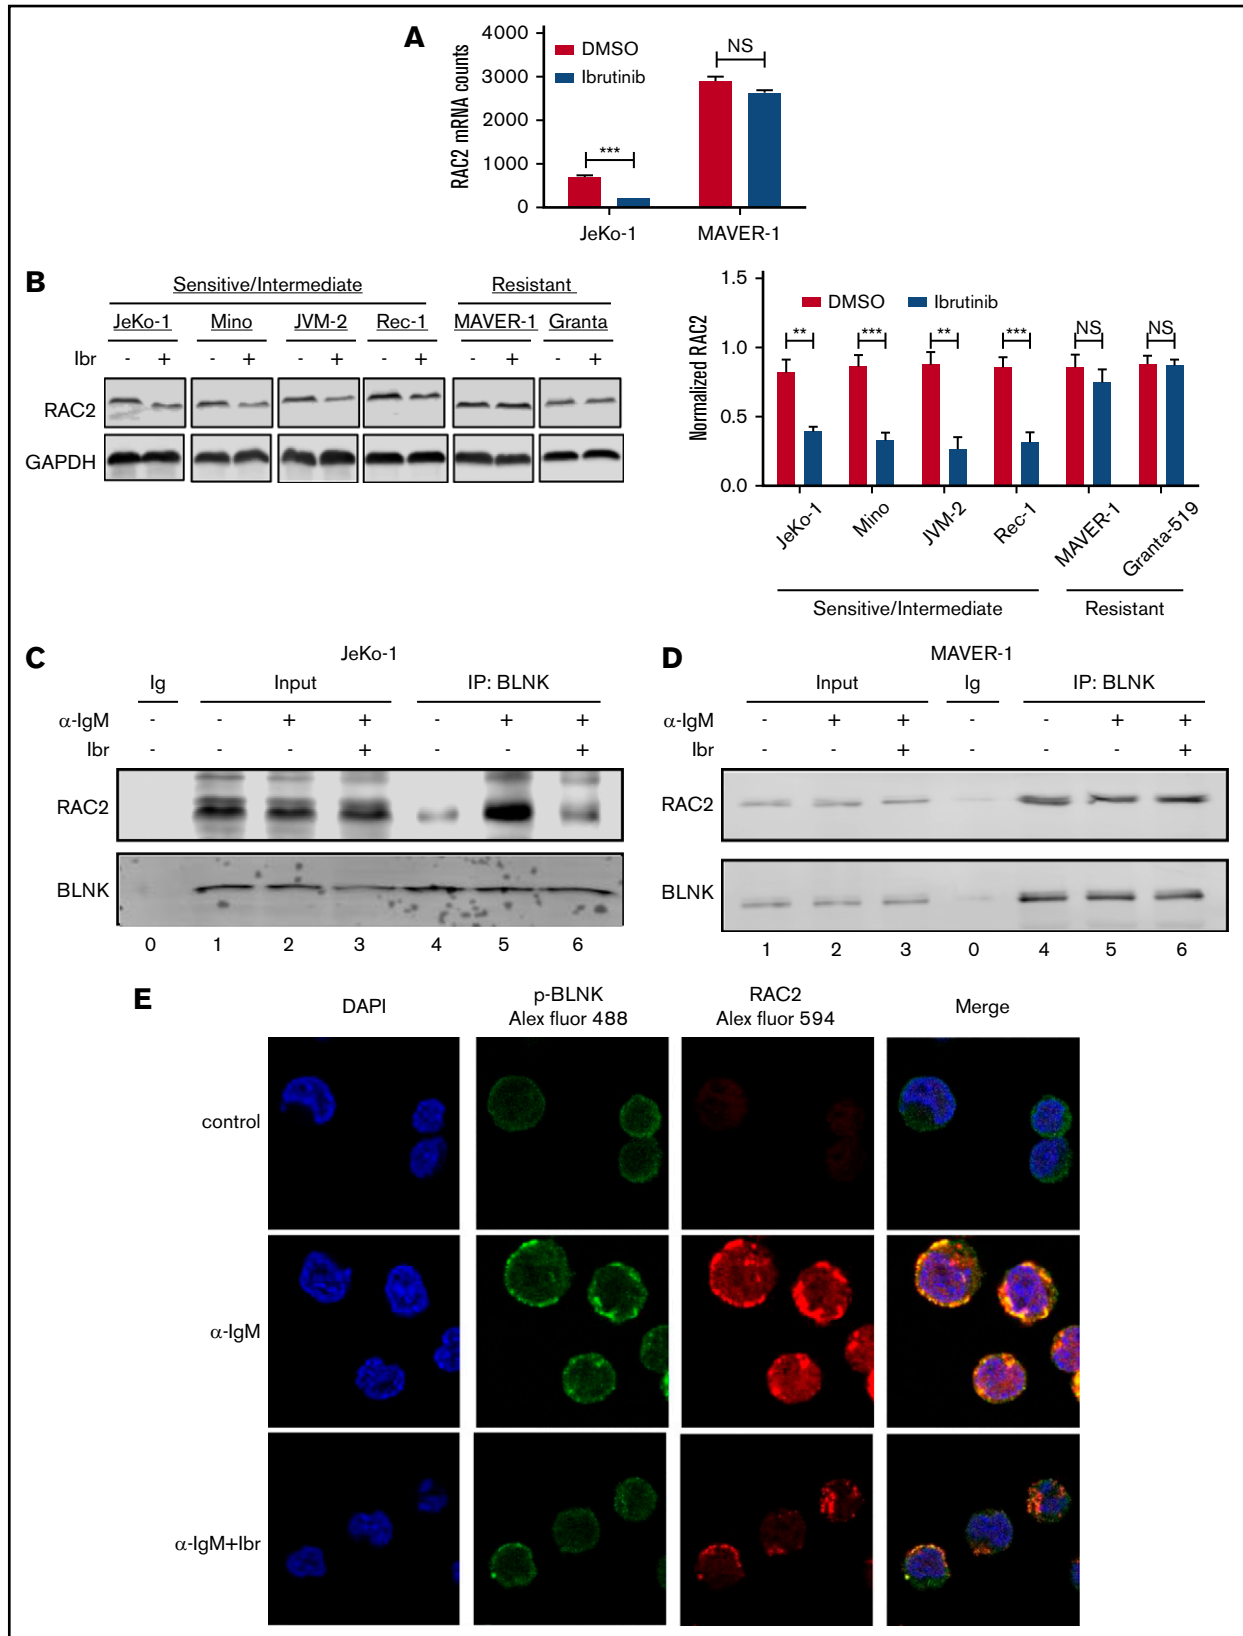 A
RAC2 mRNA counts
4000
3000
2000
1000
0
DMSO
Ibrutinib
***
NS
JeKo-1 MAVER-1
B
Sensitive/Intermediate Resistant
JeKo-1 Mino JVM-2 Rec-1 MAVER-1 Granta
Ibr - + - + - + - + - + - +
RAC2
GAPDH
Normalized RAC2
1.5
1.0
0.5
0.0
DMSO Ibrutinib
** *** ** *** NS NS
JeKo-1 Mino JVM-2 Rec-1 MAVER-1 Granta-519
Sensitive/Intermediate Resistant
C
JeKo-1
Ig Input IP: BLNK
α-IgM - - + + - + +
Ibr - - - + - - +
RAC2
BLNK
0 1 2 3 4 5 6
D
MAVER-1
Input Ig IP: BLNK
α-IgM - + + - - + +
Ibr - - + - - - +
RAC2
BLNK
1 2 3 0 4 5 6
E
DAPI p-BLNK Alex fluor 488 RAC2 Alex fluor 594 Merge
control
α-IgM
α-IgM+Ibr